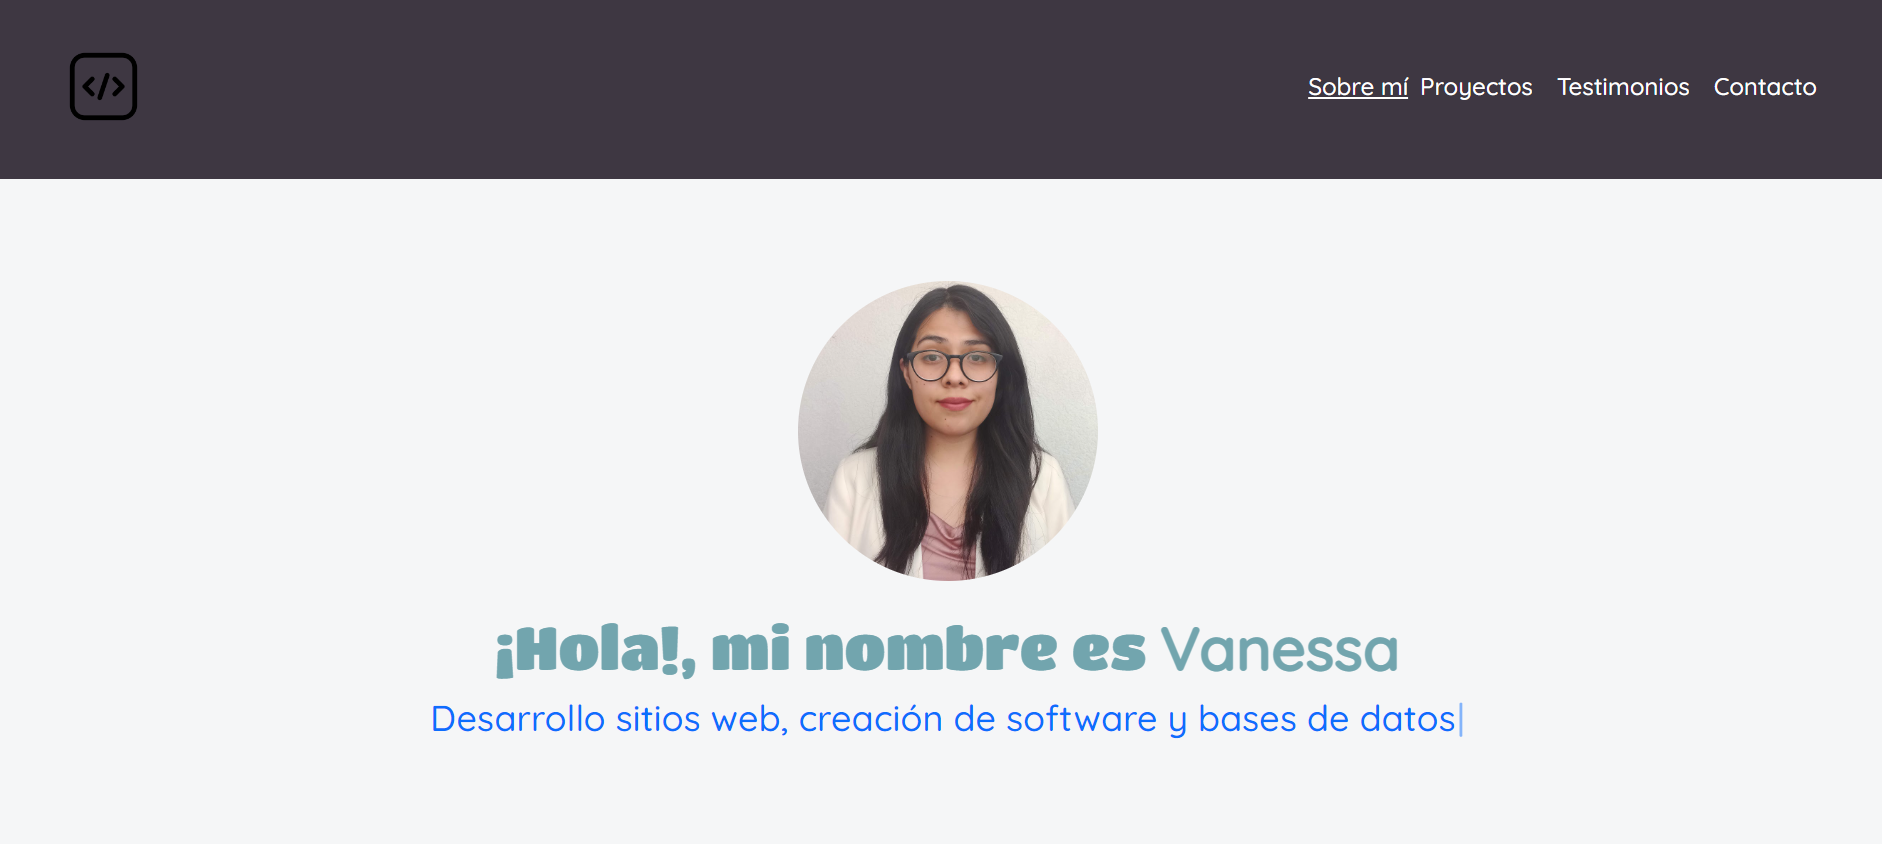 </>
Sobre mí Proyectos Testimonios Contacto
¡Hola!, mi nombre es Vanessa
Desarrollo sitios web, creación de software y bases de datos